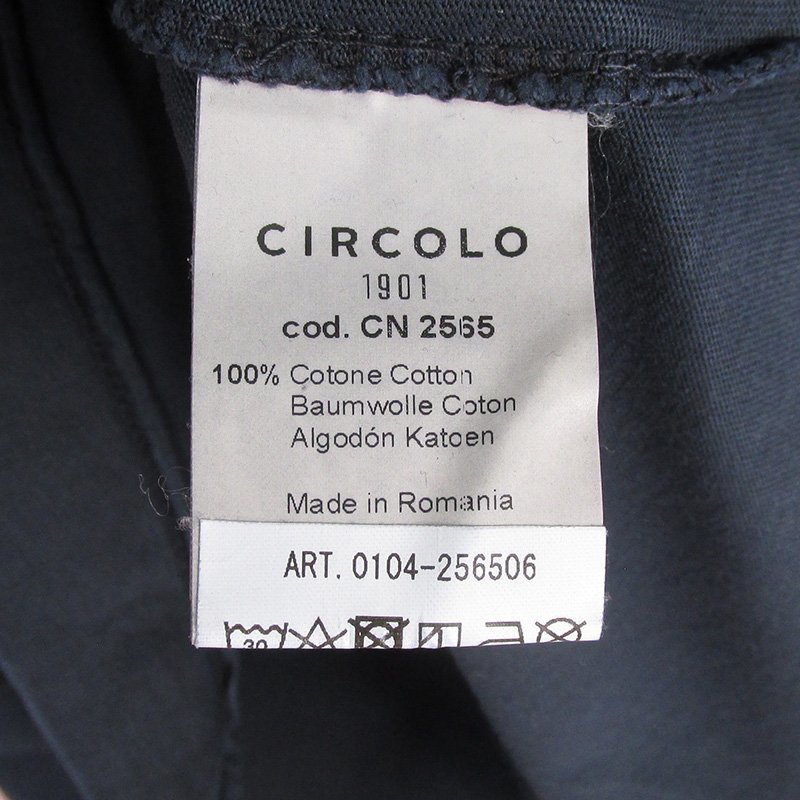 CIRCOLO
1901
cod. CN 2565
100% Cotone Cotton
Baumwolle Coton
Algodón Katoen
Made in Romania
ART. 0104-256506
30